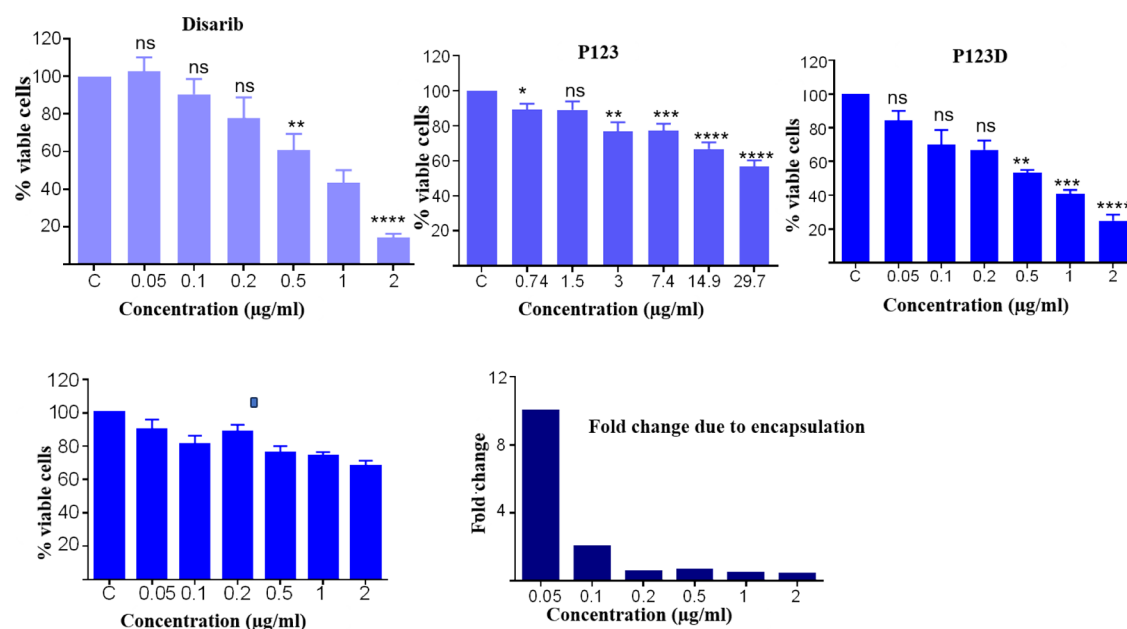 Disarib
% viable cells
120
100
80
60
40
20
ns
ns
ns
**
****
C 0.05 0.1 0.2 0.5 1 2
Concentration (µg/ml)
P123
% viable cells
120
100
80
60
40
20
*
ns
**
***
****
****
C 0.74 1.5 3 7.4 14.9 29.7
Concentration (µg/ml)
P123D
% viable cells
120
100
80
60
40
20
ns
ns
ns
**
***
****
C 0.05 0.1 0.2 0.5 1 2
Concentration (µg/ml)
% viable cells
120
100
80
60
40
20
C 0.05 0.1 0.2 0.5 1 2
Concentration (µg/ml)
Fold change due to encapsulation
Fold change
12
8
4
0.05 0.1 0.2 0.5 1 2
Concentration (µg/ml)